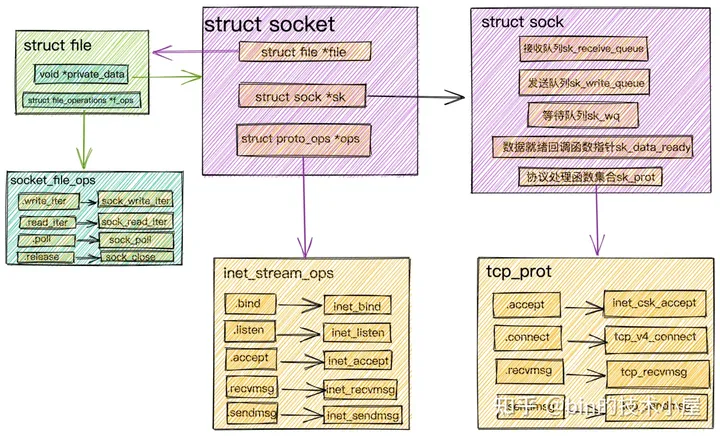 struct file
void *private_data
struct file_operations *f_ops
socket_file_ops
.write_iter
sock_write_iter
.read_iter
sock_read_iter
.poll
sock_poll
.release
sock_close
struct socket
struct file *file
struct sock *sk
struct proto_ops *ops
struct sock
接收队列sk_receive_queue
发送队列sk_write_queue
等待队列sk_wq
数据就绪回调函数指针sk_data_ready
协议处理函数集合sk_prot
inet_stream_ops
.bind
inet_bind
.listen
inet_listen
.accept
inet_accept
.recvmsg
inet_recvmsg
.sendmsg
inet_sendmsg
tcp_prot
.accept
inet_csk_accept
.connect
tcp_v4_connect
.recvmsg
tcp_recvmsg
.sendmsg
tcp_sendmsg
知乎 @bin的技术小屋